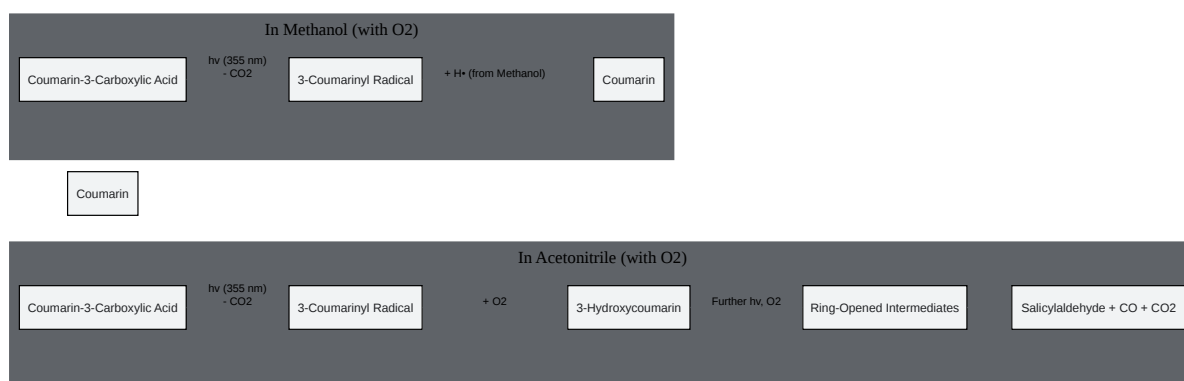 In Methanol (with O2)
Coumarin-3-Carboxylic Acid
hv (355 nm)
- CO2
3-Coumarinyl Radical
+ H• (from Methanol)
Coumarin
Coumarin
In Acetonitrile (with O2)
Coumarin-3-Carboxylic Acid
hv (355 nm)
- CO2
3-Coumarinyl Radical
+ O2
3-Hydroxycoumarin
Further hv, O2
Ring-Opened Intermediates
Salicylaldehyde + CO + CO2